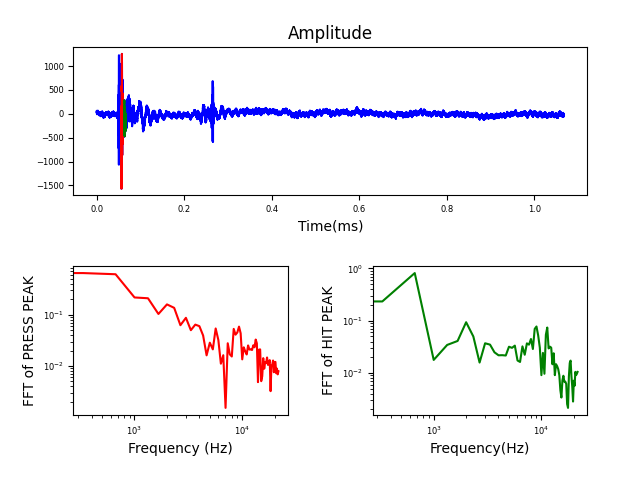 Amplitude
1000
500
0
−500
−1000
−1500
0.0 0.2 0.4 0.6 0.8 1.0
Time(ms)
FFT of PRESS PEAK
10⁻¹
10⁻²
10³ 10⁴
Frequency (Hz)
FFT of HIT PEAK
10⁰
10⁻¹
10⁻²
10³ 10⁴
Frequency(Hz)